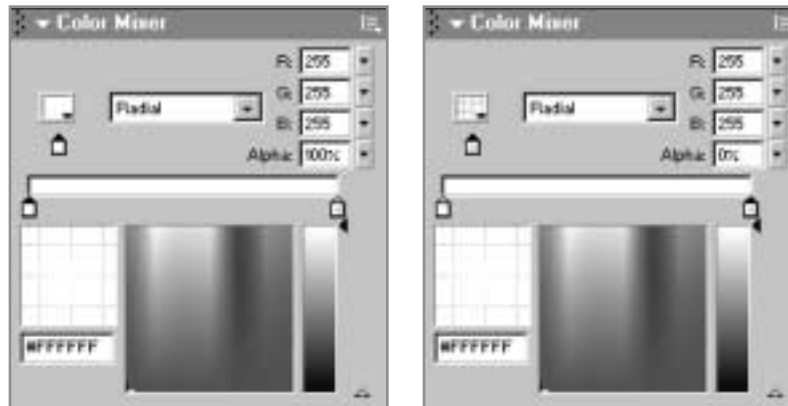 Color Mixer
R: 255
G: 255
Radial
B: 255
Alpha: 100%
#FFFFFF
Color Mixer
R: 255
G: 255
Radial
B: 255
Alpha: 0%
#FFFFFF